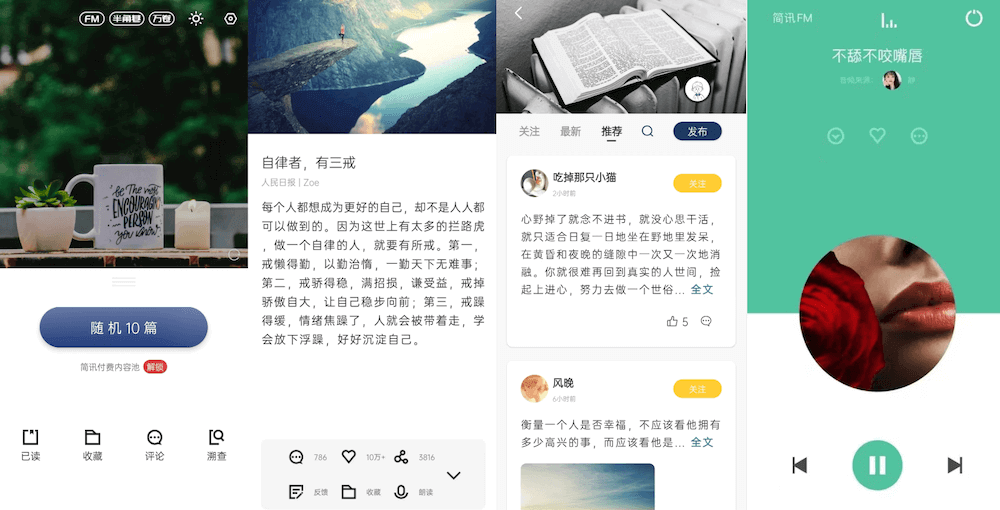 FM 半角巷 万卷
be The most
ENCOURAGING
PERSON
you know
随机 10 篇
简讯付费内容池 解锁
已读 收藏 评论 溯查
自律者，有三戒
人民日报 | Zoe
每个人都想成为更好的自己，却不是人人都
可以做到的。因为这世上有太多的拦路虎
，做一个自律的人，就要有所戒。第一，
戒懒得勤，以勤治惰，一勤天下无难事；
第二，戒骄得稳，满招损，谦受益，戒掉
骄傲自大，让自己稳步向前；第三，戒躁
得缓，情绪焦躁了，人就会被带着走，学
会放下浮躁，好好沉淀自己。
786 10万+ 3816
反馈 收藏 朗读
关注 最新 推荐 发布
吃掉那只小猫
2小时前
关注
心野掉了就念不进书，就没心思干活，
就只适合日复一日地坐在野地里发呆，
在黄昏和夜晚的缝隙中一次又一次地消
融。你就很难再回到真实的人世间，捡
起上进心，努力去做一个世俗... 全文
5
风晚
6小时前
关注
衡量一个人是否幸福，不应该看他拥有
多少高兴的事，而应该看他是... 全文
简讯FM
不舔不咬嘴唇